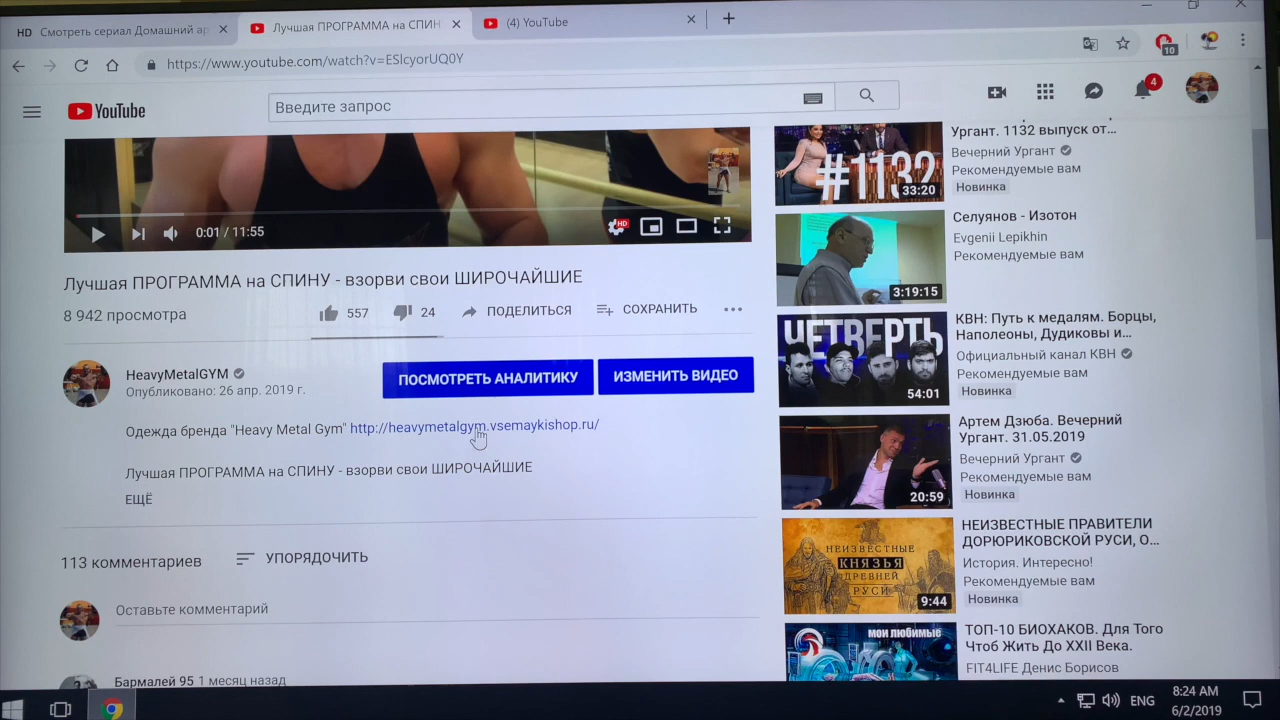 HD Смотреть сериал Домашний ар
Лучшая ПРОГРАММА на СПИН
(4) YouTube
https://www.youtube.com/watch?v=ESlcyorUQ0Y
10
YouTube
Введите запрос
4
0:01 / 11:55
HD
Лучшая ПРОГРАММА на СПИНУ - взорви свои ШИРОЧАЙШИЕ
8 942 просмотра
557
24
ПОДЕЛИТЬСЯ
СОХРАНИТЬ
HeavyMetalGYM
Опубликовано: 26 апр. 2019 г.
ПОСМОТРЕТЬ АНАЛИТИКУ
ИЗМЕНИТЬ ВИДЕО
Одежда бренда "Heavy Metal Gym" http://heavymetalgym.vsemaykishop.ru/
Лучшая ПРОГРАММА на СПИНУ - взорви свои ШИРОЧАЙШИЕ
ЕЩЁ
113 комментариев
УПОРЯДОЧИТЬ
Оставьте комментарий
Бармалей 95 1 месяц назад
#1132
33:20
Ургант. 1132 выпуск от…
Вечерний Ургант
Рекомендуемые вам
Новинка
3:19:15
Селуянов - Изотон
Evgenii Lepikhin
Рекомендуемые вам
ЧЕТВЕРТЬ
54:01
КВН: Путь к медалям. Борцы,
Наполеоны, Дудиковы и…
Официальный канал КВН
Рекомендуемые вам
Новинка
20:59
Артем Дзюба. Вечерний
Ургант. 31.05.2019
Вечерний Ургант
Рекомендуемые вам
Новинка
НЕИЗВЕСТНЫЕ
КНЯЗЬЯ
ДРЕВНЕЙ
РУСИ
9:44
НЕИЗВЕСТНЫЕ ПРАВИТЕЛИ
ДОРЮРИКОВСКОЙ РУСИ, О…
История. Интересно!
Рекомендуемые вам
Новинка
мои любимые
ТОП-10 БИОХАКОВ. Для Того
Чтоб Жить До XXII Века.
FIT4LIFE Денис Борисов
ENG
8:24 AM
6/2/2019